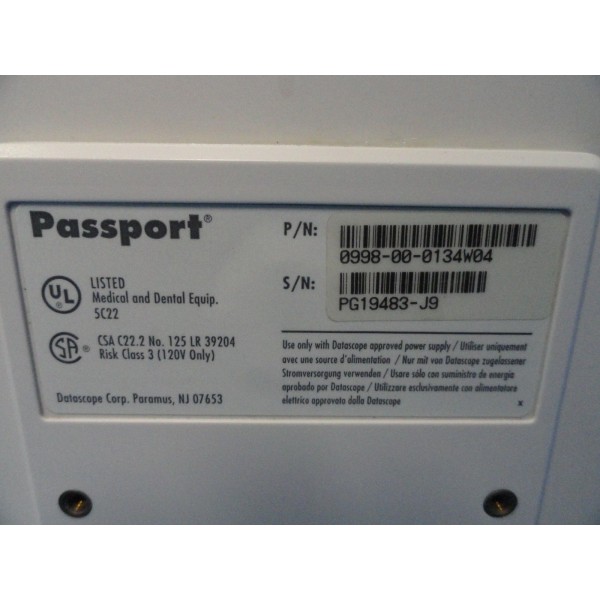 Passport®
P/N:
0998-00-0134W04
S/N:
PG19483-J9
UL
LISTED
Medical and Dental Equip.
5C22
SA ®
CSA C22.2 No. 125 LR 39204
Risk Class 3 (120V Only)
Datascope Corp. Paramus, NJ 07653
Use only with Datascope approved power supply / Utiliser uniquement
avec une source d'alimentation / Nur mit von Datascope zugelassener
Stromversorgung verwenden / Usare sólo con suministro de energia
aprobado por Datascope / Utilizzare esclusivamente con alimentatore
elettrico approvato dalla Datascope
x